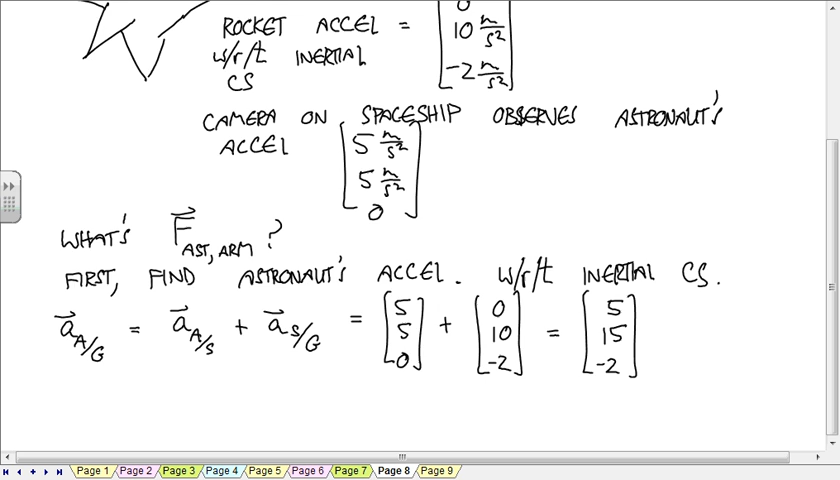 ROCKET ACCEL = [0
w/r/t INERTIAL 10 m/s²
CS -2 m/s²]
CAMERA ON SPACESHIP OBSERVES ASTRONAUT'S
ACCEL [5 m/s²
5 m/s²
0]
WHAT'S F⃗ AST, ARM ?
FIRST, FIND ASTRONAUT'S ACCEL. w/r/t INERTIAL CS.
a⃗ A/G = a⃗ A/S + a⃗ S/G = [5 5 0] + [0 10 -2] = [5 15 -2]
Page 1 Page 2 Page 3 Page 4 Page 5 Page 6 Page 7 Page 8 Page 9